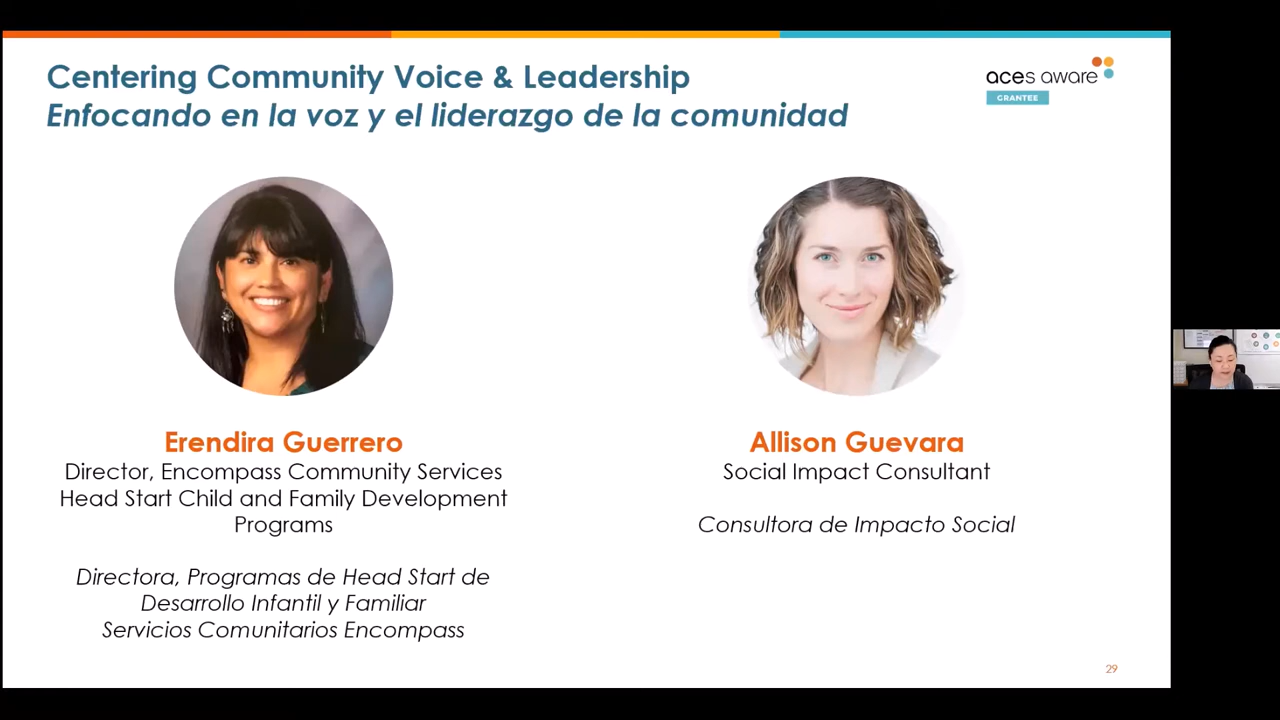 Centering Community Voice & Leadership
Enfocando en la voz y el liderazgo de la comunidad
aces aware
GRANTEE
Erendira Guerrero
Director, Encompass Community Services
Head Start Child and Family Development
Programs
Directora, Programas de Head Start de
Desarrollo Infantil y Familiar
Servicios Comunitarios Encompass
Allison Guevara
Social Impact Consultant
Consultora de Impacto Social
29